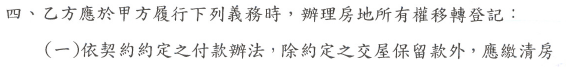 四、乙方應於甲方履行下列義務時，辦理房地所有權移轉登記：
(一)依契約約定之付款辦法，除約定之交屋保留款外，應繳清房